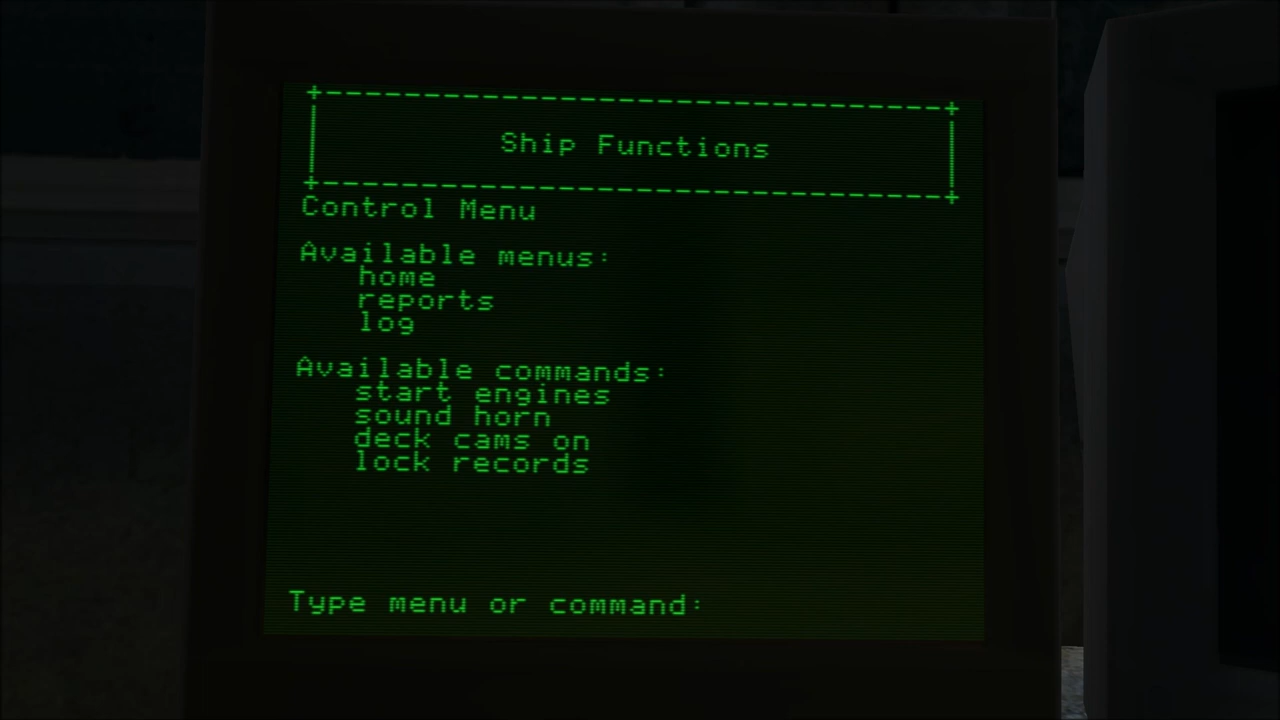 Ship Functions
Control Menu
Available menus:
home
reports
log
Available commands:
start engines
sound horn
deck cams on
lock records
Type menu or command: